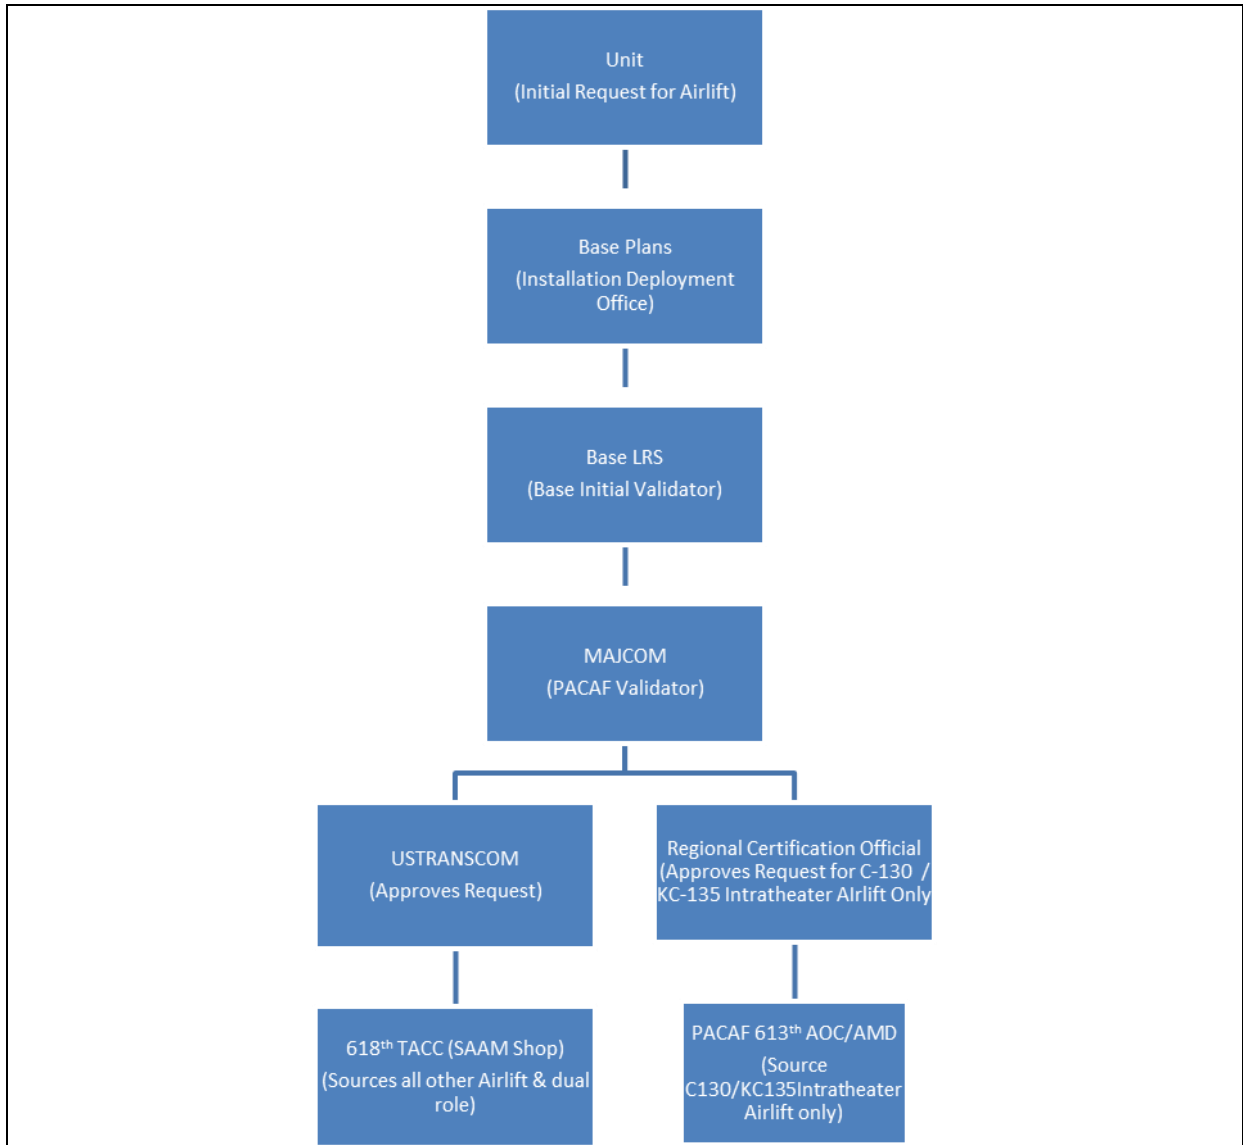 Unit
(Initial Request for Airlift)
Base Plans
(Installation Deployment
Office)
Base LRS
(Base Initial Validator)
MAJCOM
(PACAF Validator)
USTRANSCOM
(Approves Request)
Regional Certification Official
(Approves Request for C-130 /
KC-135 Intratheater AIrlift Only
618th TACC (SAAM Shop)
(Sources all other Airlift & dual
role)
PACAF 613th AOC/AMD
(Source
C130/KC135Intratheater
Airlift only)